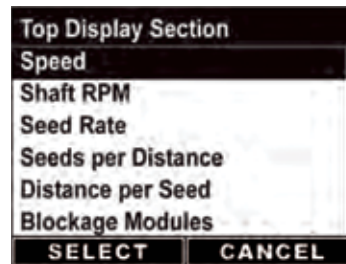 Top Display Section
Speed
Shaft RPM
Seed Rate
Seeds per Distance
Distance per Seed
Blockage Modules
SELECT CANCEL